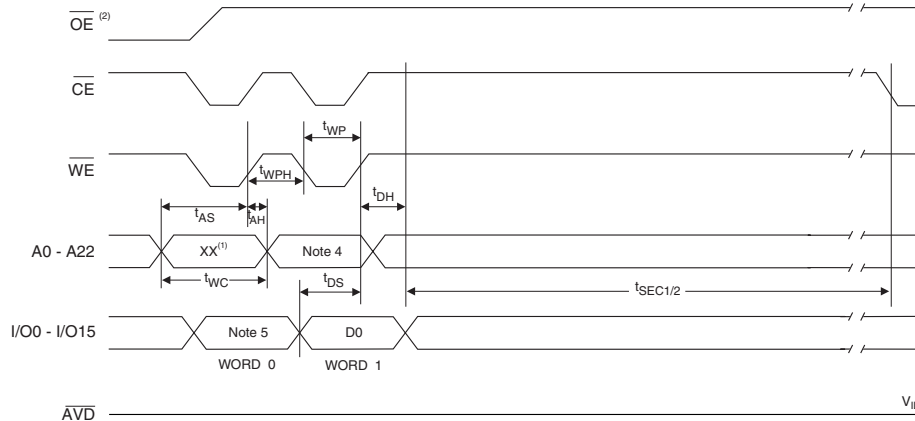 OE (2)
CE
tWP
WE
tWPH
tDH
tAS
tAH
A0 - A22
XX(1)
Note 4
tWC
tDS
tSEC1/2
I/O0 - I/O15
Note 5
D0
WORD 0
WORD 1
AVD